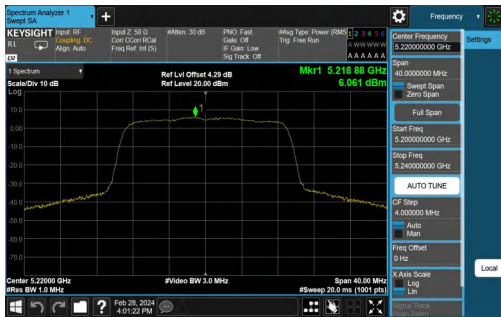 Spectrum Analyzer 1
Swept SA
Frequency
KEYSIGHT
RL
Input: RF
Coupling: DC
Align: Auto
Input Z: 50 Ω
Corr CCorr RCal
Freq Ref: Int (S)
#Atten: 30 dB
PNO: Fast
Gate: Off
IF Gain: Low
Sig Track: Off
#Avg Type: Power (RMS)
Trig: Free Run
1 2 3 4 5 6
A W W W W W
A A A A A A
1 Spectrum
Scale/Div 10 dB
Log
Ref Lvl Offset 4.29 dB
Ref Level 20.00 dBm
Mkr1 5.218 88 GHz
6.061 dBm
1
10.0
0.00
-10.0
-20.0
-30.0
-40.0
-50.0
-60.0
-70.0
Center 5.22000 GHz
#Res BW 1.0 MHz
#Video BW 3.0 MHz
Span 40.00 MHz
#Sweep 20.0 ms (1001 pts)
?
Feb 28, 2024
4:01:22 PM
Center Frequency
5.220000000 GHz
Span
40.0000000 MHz
Swept Span
Zero Span
Full Span
Start Freq
5.200000000 GHz
Stop Freq
5.240000000 GHz
AUTO TUNE
CF Step
4.000000 MHz
Auto
Man
Freq Offset
0 Hz
X Axis Scale
Log
Lin
Signal Track
Settings
Local